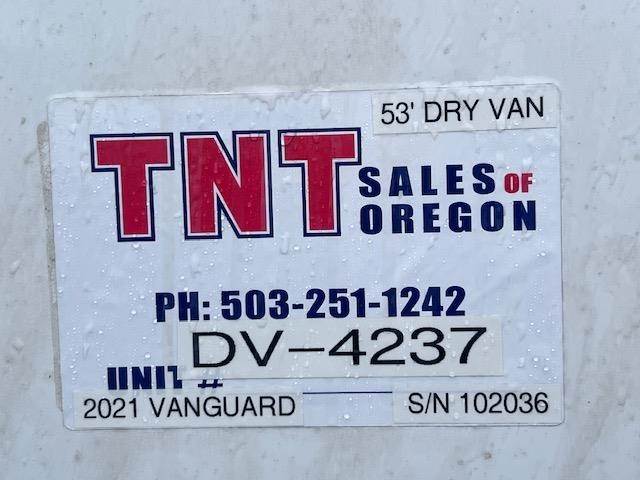 53' DRY VAN
TNT SALES OF
OREGON
PH: 503-251-1242
DV-4237
UNIT #
2021 VANGUARD
S/N 102036